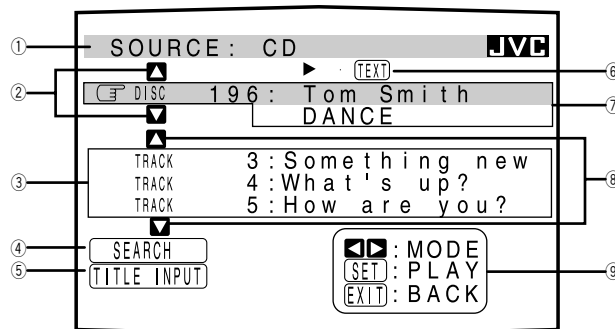 ① SOURCE: CD JVC
② ▲ ▶ · TEXT ⑥
☞ DISC 196: Tom Smith ⑦
▼ DANCE
▲ ⑧
TRACK 3:Something new
③ TRACK 4:What's up?
TRACK 5:How are you?
▼
④ SEARCH ◀▶:MODE
⑤ TITLE INPUT SET:PLAY ⑨
EXIT:BACK